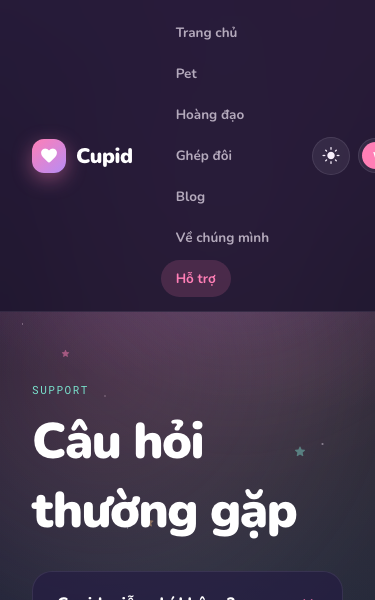 Trang chủ
Pet
Hoàng đạo
Cupid
Ghép đôi
Blog
Về chúng mình
Hỗ trợ
SUPPORT
Câu hỏi
thường gặp